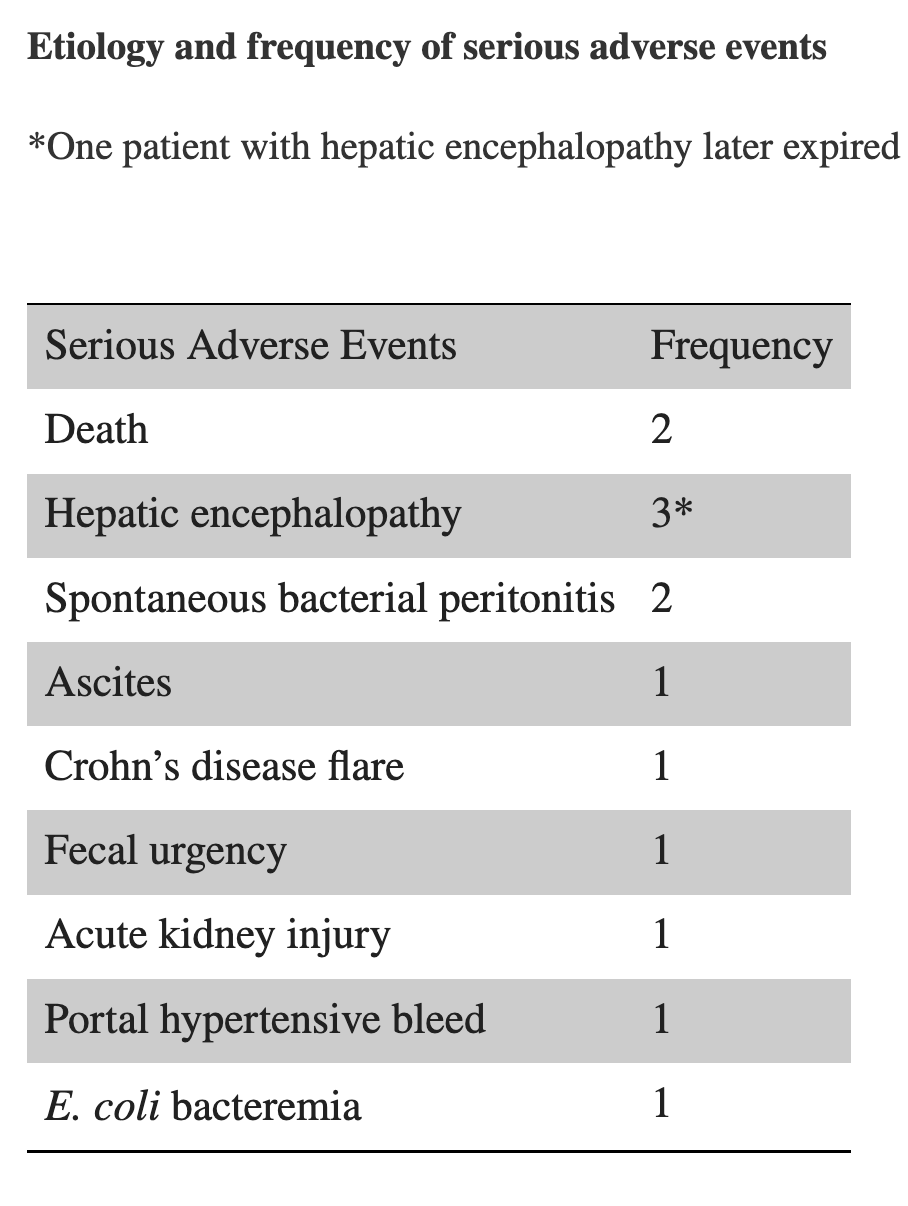 Etiology and frequency of serious adverse events
*One patient with hepatic encephalopathy later expired
Serious Adverse Events Frequency
Death 2
Hepatic encephalopathy 3*
Spontaneous bacterial peritonitis 2
Ascites 1
Crohn’s disease flare 1
Fecal urgency 1
Acute kidney injury 1
Portal hypertensive bleed 1
E. coli bacteremia 1